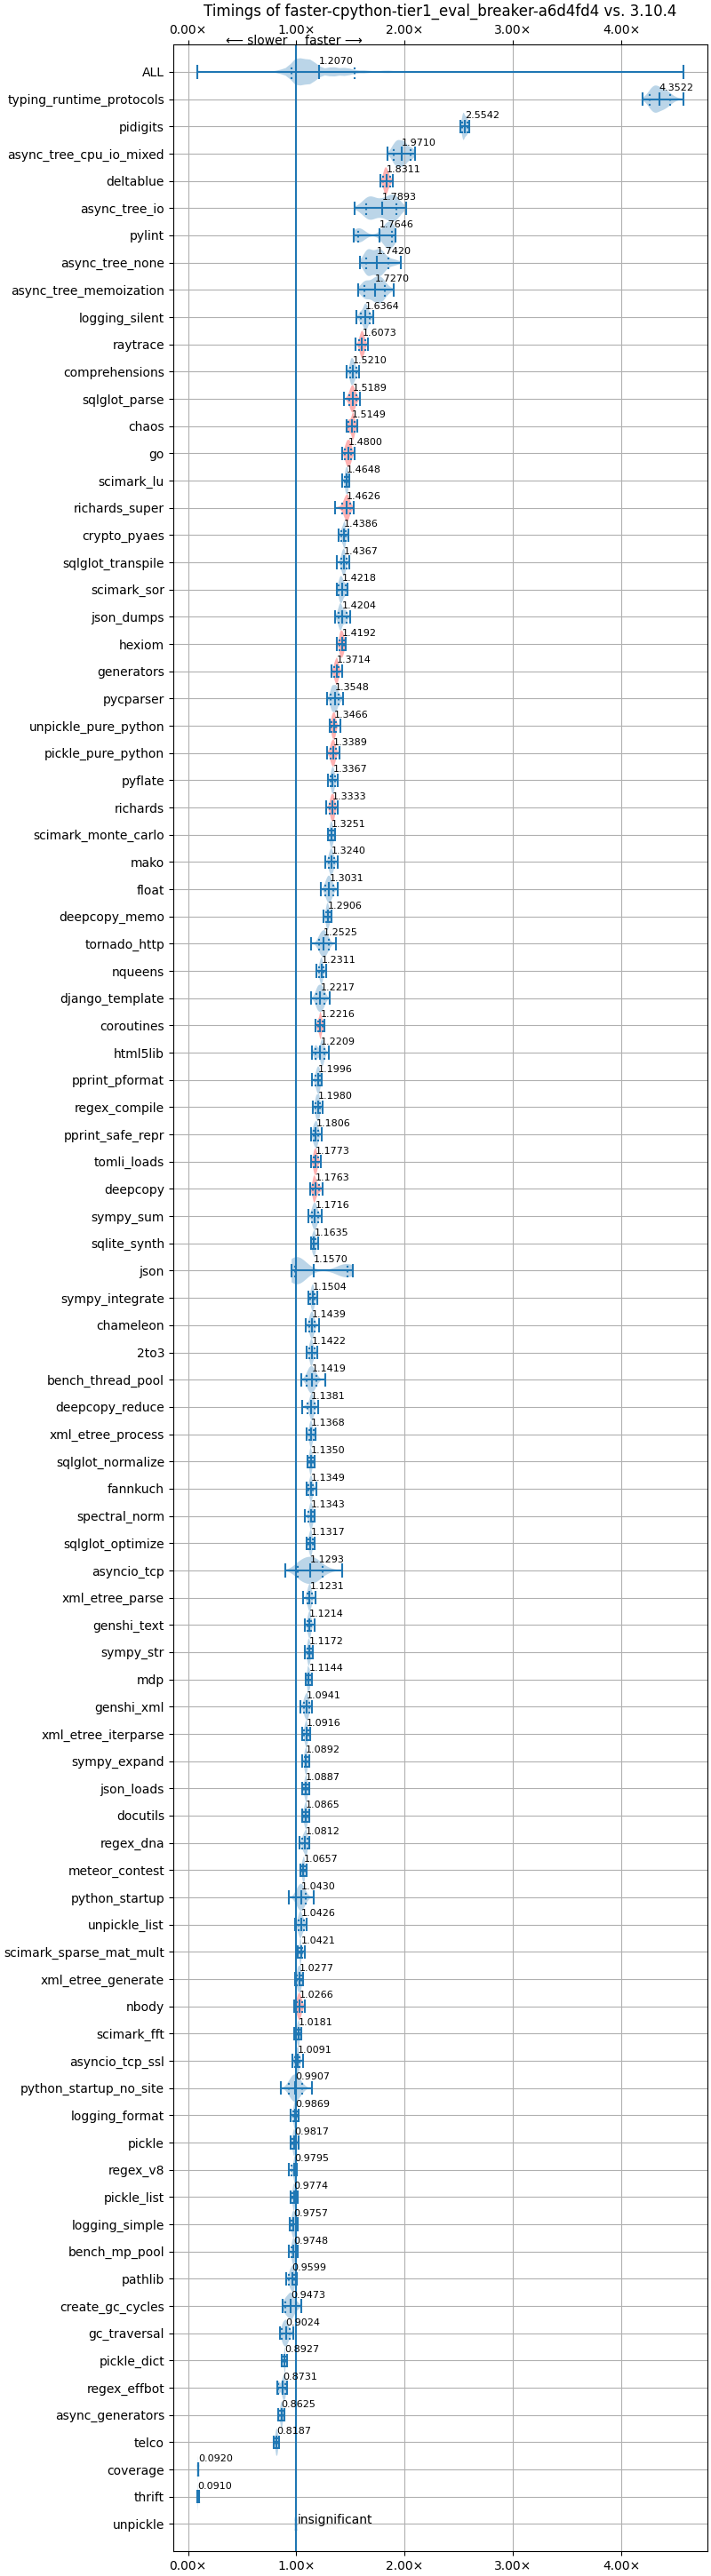 Timings of faster-cpython-tier1_eval_breaker-a6d4fd4 vs. 3.10.4
0.00× 1.00× 2.00× 3.00× 4.00×
⟵ slower faster ⟶
ALL 1.2070
typing_runtime_protocols 4.3522
pidigits 2.5542
async_tree_cpu_io_mixed 1.9710
deltablue 1.8311
async_tree_io 1.7893
pylint 1.7646
async_tree_none 1.7420
async_tree_memoization 1.7270
logging_silent 1.6364
raytrace 1.6073
comprehensions 1.5210
sqlglot_parse 1.5189
chaos 1.5149
go 1.4800
scimark_lu 1.4648
richards_super 1.4626
crypto_pyaes 1.4386
sqlglot_transpile 1.4367
scimark_sor 1.4218
json_dumps 1.4204
hexiom 1.4192
generators 1.3714
pycparser 1.3548
unpickle_pure_python 1.3466
pickle_pure_python 1.3389
pyflate 1.3367
richards 1.3333
scimark_monte_carlo 1.3251
mako 1.3240
float 1.3031
deepcopy_memo 1.2906
tornado_http 1.2525
nqueens 1.2311
django_template 1.2217
coroutines 1.2216
html5lib 1.2209
pprint_pformat 1.1996
regex_compile 1.1980
pprint_safe_repr 1.1806
tomli_loads 1.1773
deepcopy 1.1763
sympy_sum 1.1716
sqlite_synth 1.1635
json 1.1570
sympy_integrate 1.1504
chameleon 1.1439
2to3 1.1422
bench_thread_pool 1.1419
deepcopy_reduce 1.1381
xml_etree_process 1.1368
sqlglot_normalize 1.1350
fannkuch 1.1349
spectral_norm 1.1343
sqlglot_optimize 1.1317
asyncio_tcp 1.1293
xml_etree_parse 1.1231
genshi_text 1.1214
sympy_str 1.1172
mdp 1.1144
genshi_xml 1.0941
xml_etree_iterparse 1.0916
sympy_expand 1.0892
json_loads 1.0887
docutils 1.0865
regex_dna 1.0812
meteor_contest 1.0657
python_startup 1.0430
unpickle_list 1.0426
scimark_sparse_mat_mult 1.0421
xml_etree_generate 1.0277
nbody 1.0266
scimark_fft 1.0181
asyncio_tcp_ssl 1.0091
python_startup_no_site 0.9907
logging_format 0.9869
pickle 0.9817
regex_v8 0.9795
pickle_list 0.9774
logging_simple 0.9757
bench_mp_pool 0.9748
pathlib 0.9599
create_gc_cycles 0.9473
gc_traversal 0.9024
pickle_dict 0.8927
regex_effbot 0.8731
async_generators 0.8625
telco 0.8187
coverage 0.0920
thrift 0.0910
unpickle insignificant
0.00× 1.00× 2.00× 3.00× 4.00×